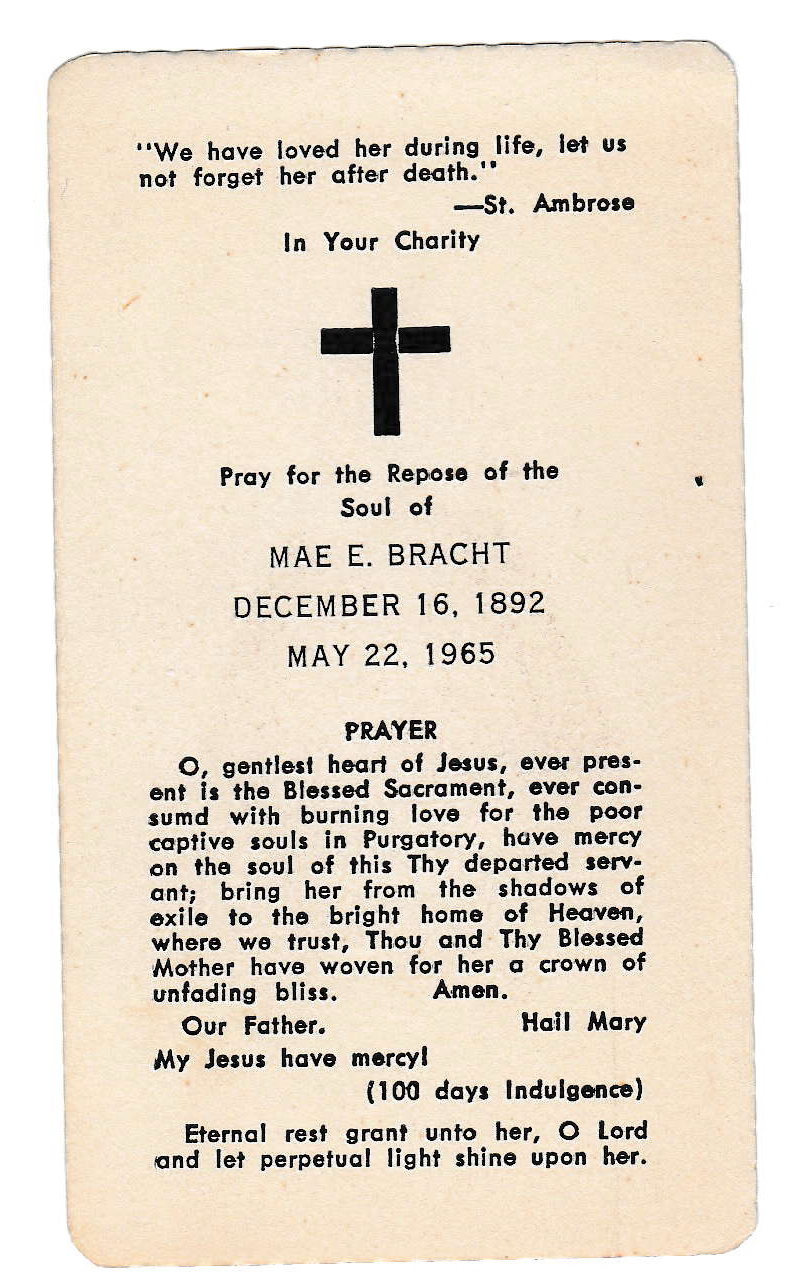 "We have loved her during life, let us
not forget her after death."
—St. Ambrose
In Your Charity
Pray for the Repose of the
Soul of
MAE E. BRACHT
DECEMBER 16, 1892
MAY 22, 1965
PRAYER
O, gentlest heart of Jesus, ever pres-
ent is the Blessed Sacrament, ever con-
sumd with burning love for the poor
captive souls in Purgatory, have mercy
on the soul of this Thy departed serv-
ant; bring her from the shadows of
exile to the bright home of Heaven,
where we trust, Thou and Thy Blessed
Mother have woven for her a crown of
unfading bliss. Amen.
Our Father. Hail Mary
My Jesus have mercy!
(100 days Indulgence)
Eternal rest grant unto her, O Lord
and let perpetual light shine upon her.